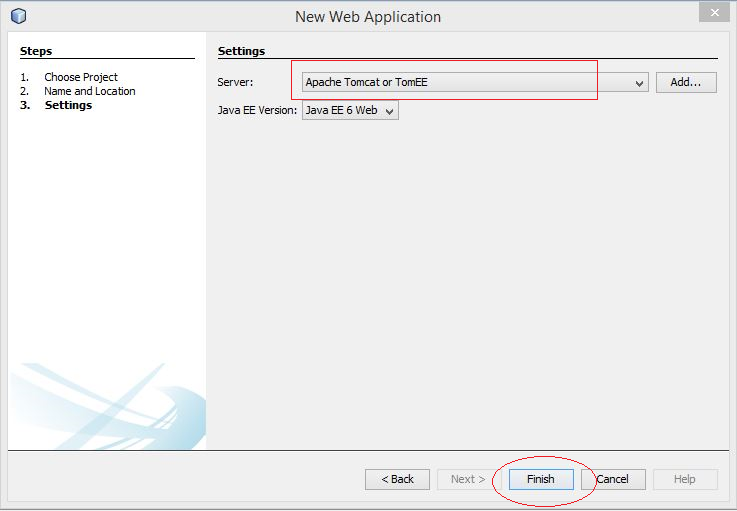 New Web Application
Steps
1. Choose Project
2. Name and Location
3. Settings
Settings
Server: Apache Tomcat or TomEE Add...
Java EE Version: Java EE 6 Web
< Back Next > Finish Cancel Help